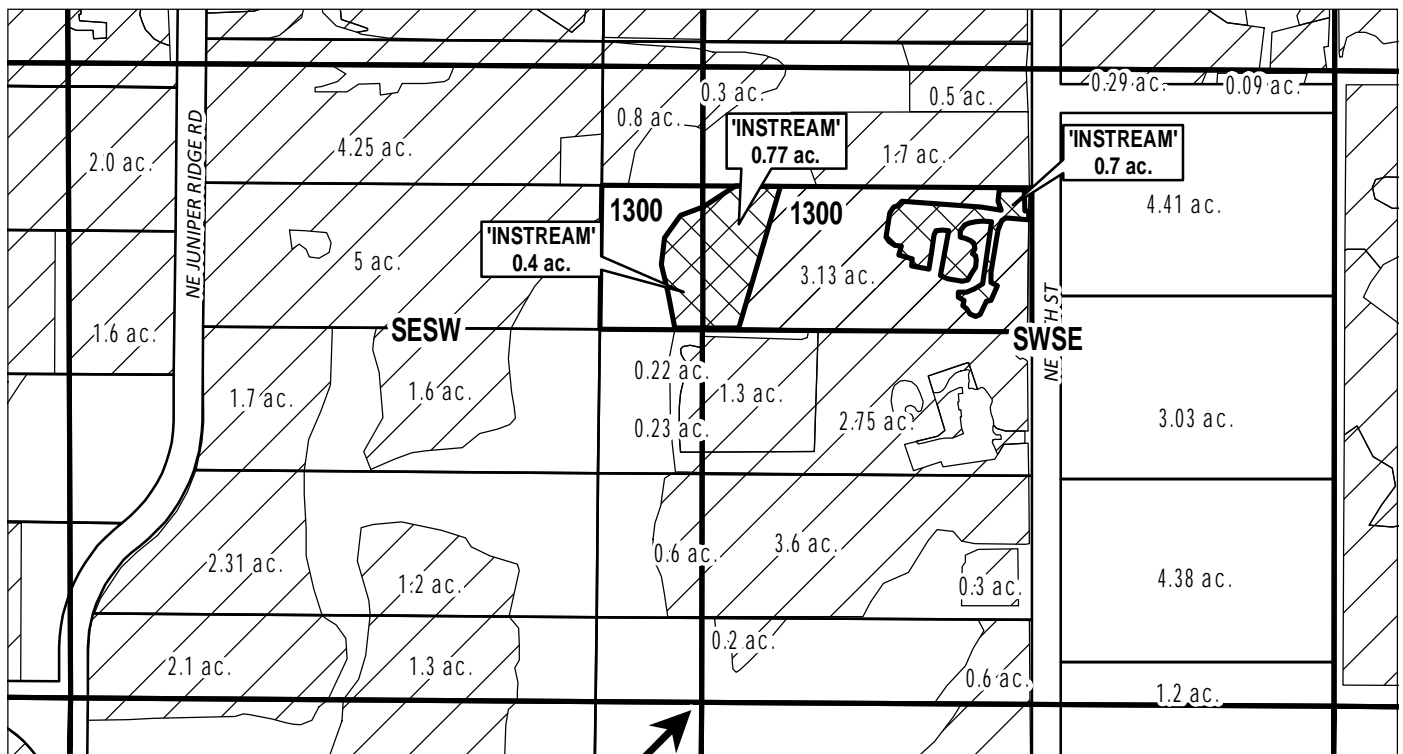 0.29 ac.
0.09 ac.
0.3 ac.
0.5 ac.
0.8 ac.
'INSTREAM'
0.77 ac.
'INSTREAM'
0.7 ac.
2.0 ac.
NE JUNIPER RIDGE RD
4.25 ac.
1.7 ac.
4.41 ac.
1300
1300
'INSTREAM'
0.4 ac.
5 ac.
3.13 ac.
1.6 ac.
SESW
SWSE
NE
TH ST
0.22 ac.
1.7 ac.
1.6 ac.
1.3 ac.
0.23 ac.
2.75 ac.
3.03 ac.
2.31 ac.
1.2 ac.
0.6 ac.
3.6 ac.
0.3 ac.
4.38 ac.
2.1 ac.
1.3 ac.
0.2 ac.
0.6 ac.
1.2 ac.